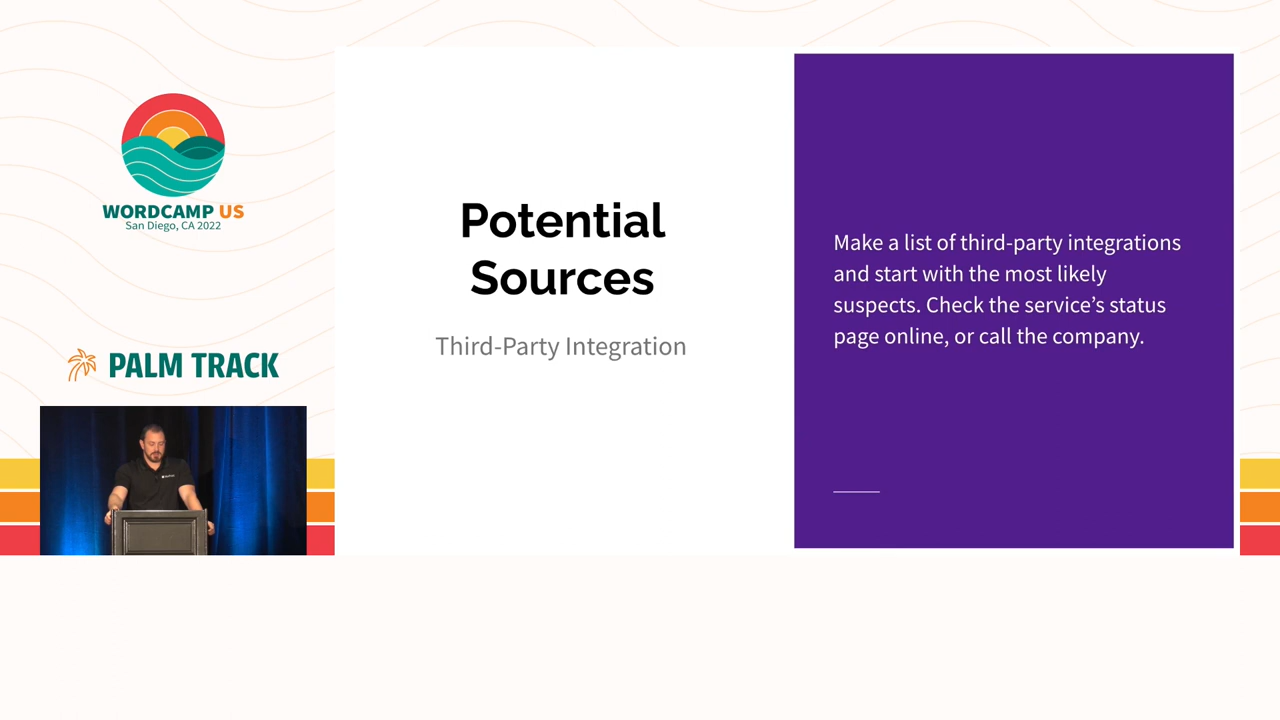 WORDCAMP US
San Diego, CA 2022
PALM TRACK
Potential
Sources
Third-Party Integration
Make a list of third-party integrations
and start with the most likely
suspects. Check the service’s status
page online, or call the company.